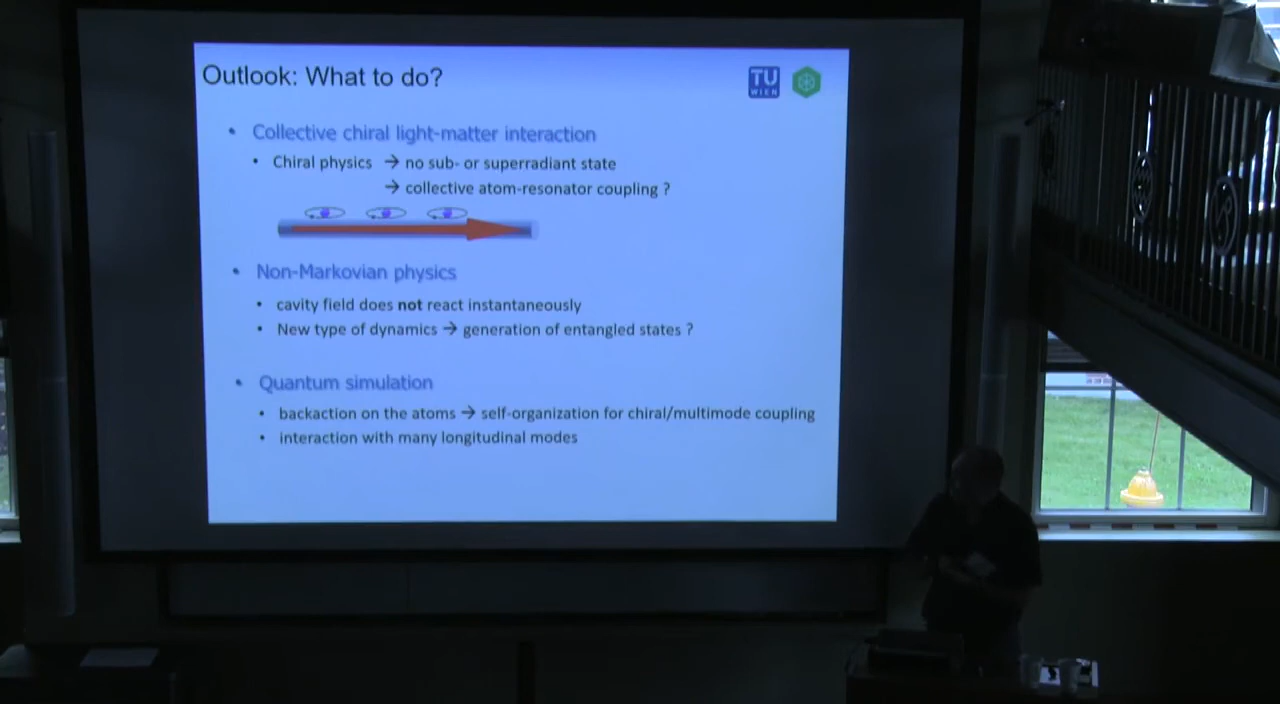 Outlook: What to do?
TU
WIEN
• Collective chiral light-matter interaction
• Chiral physics → no sub- or superradiant state
→ collective atom-resonator coupling ?
• Non-Markovian physics
• cavity field does not react instantaneously
• New type of dynamics → generation of entangled states ?
• Quantum simulation
• backaction on the atoms → self-organization for chiral/multimode coupling
• interaction with many longitudinal modes